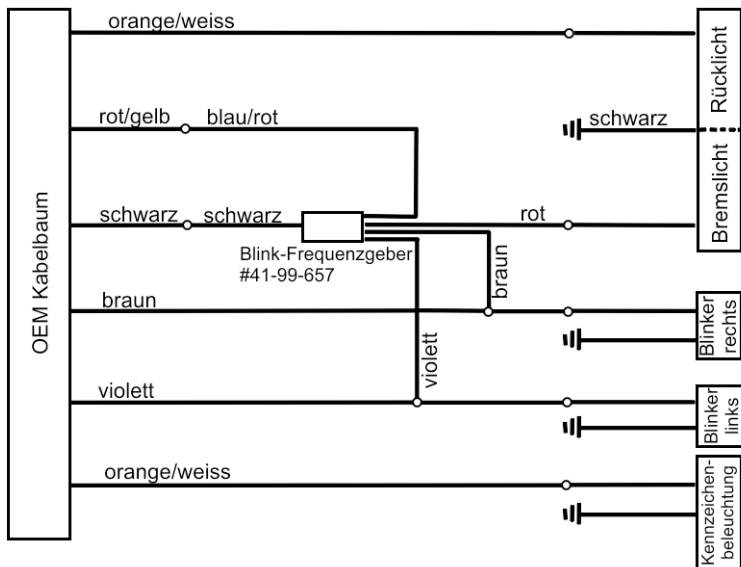 orange/weiss
Rücklicht
rot/gelb
blau/rot
schwarz
schwarz
schwarz
rot
Bremslicht
Blink-Frequenzgeber
#41-99-657
OEM Kabelbaum
braun
braun
Blinker
rechts
violett
violett
Blinker
links
orange/weiss
Kennzeichen-
beleuchtung